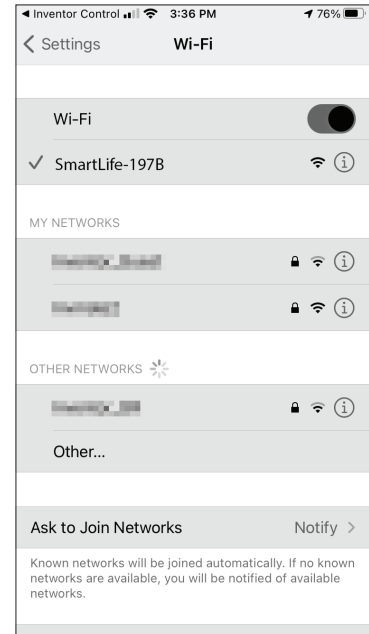 Inventor Control 3:36 PM 76%
Settings Wi-Fi
Wi-Fi
SmartLife-197B
MY NETWORKS
OTHER NETWORKS
Other...
Ask to Join Networks Notify
Known networks will be joined automatically. If no known
networks are available, you will be notified of available
networks.